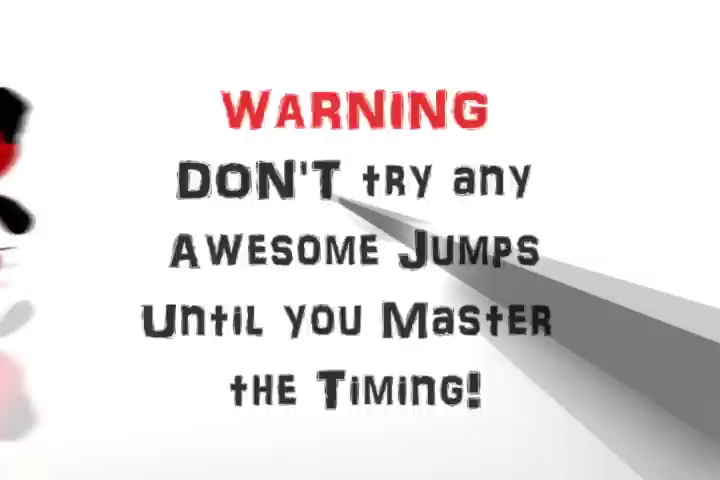 WARNING
DON'T try any
Awesome Jumps
Until you Master
the Timing!